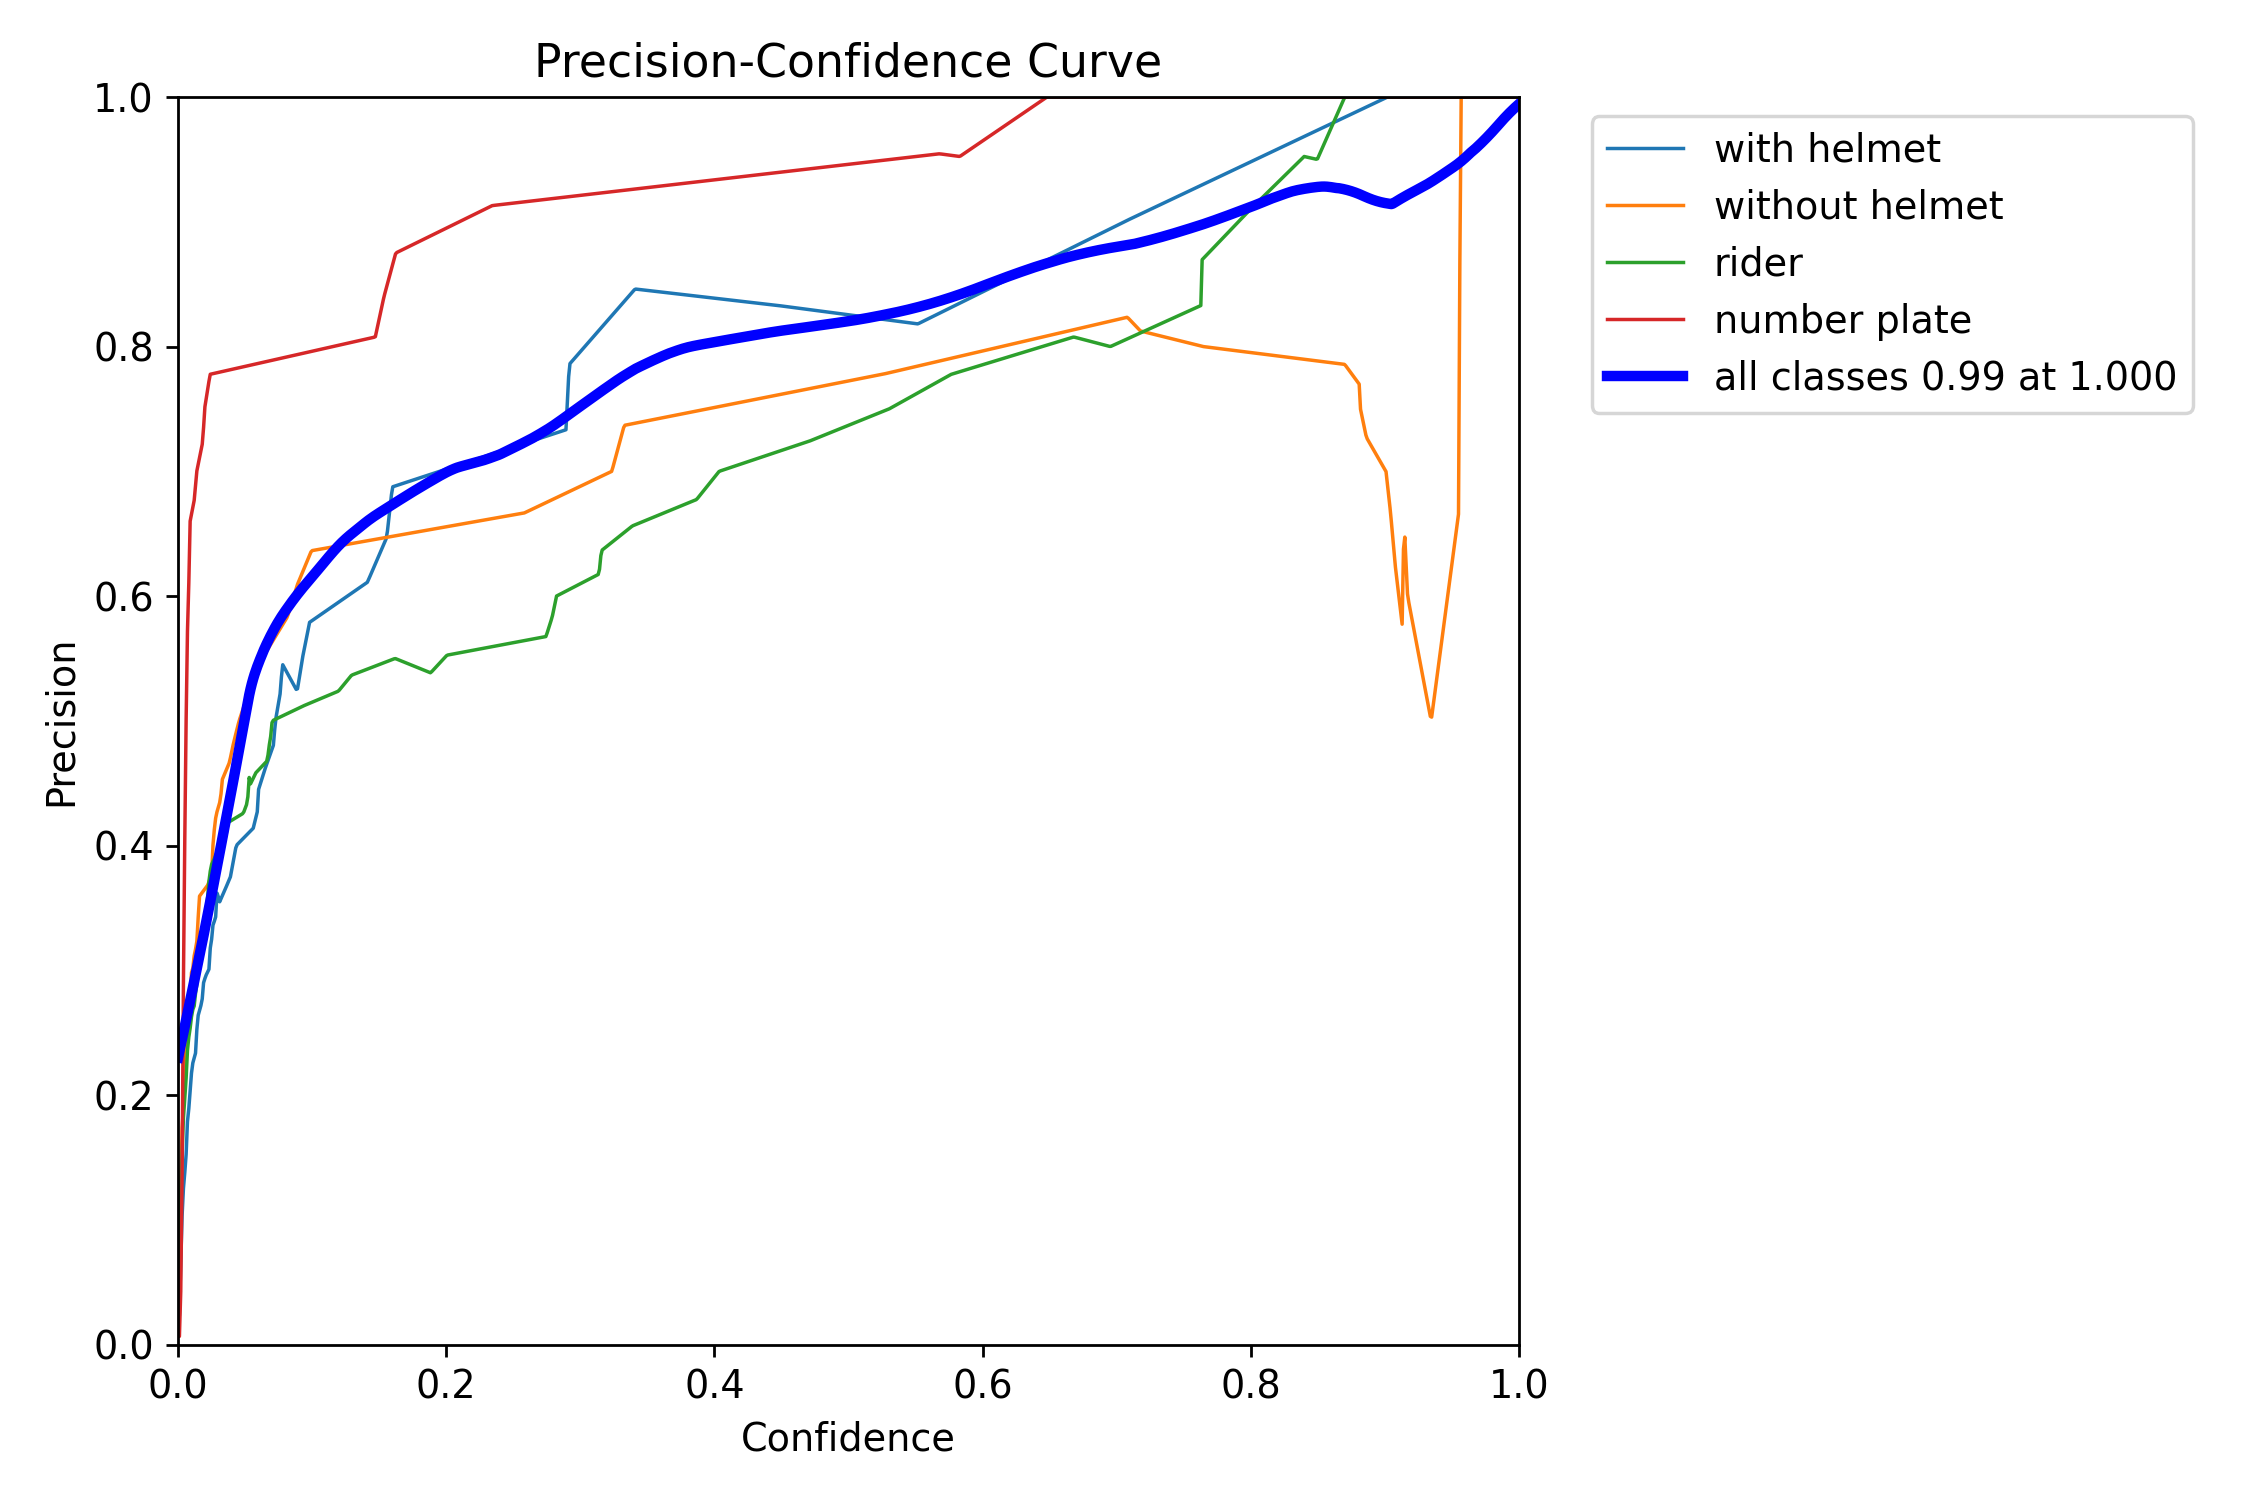 Precision-Confidence Curve
1.0
0.8
0.6
0.4
0.2
0.0
Precision
0.0 0.2 0.4 0.6 0.8 1.0
Confidence
with helmet
without helmet
rider
number plate
all classes 0.99 at 1.000